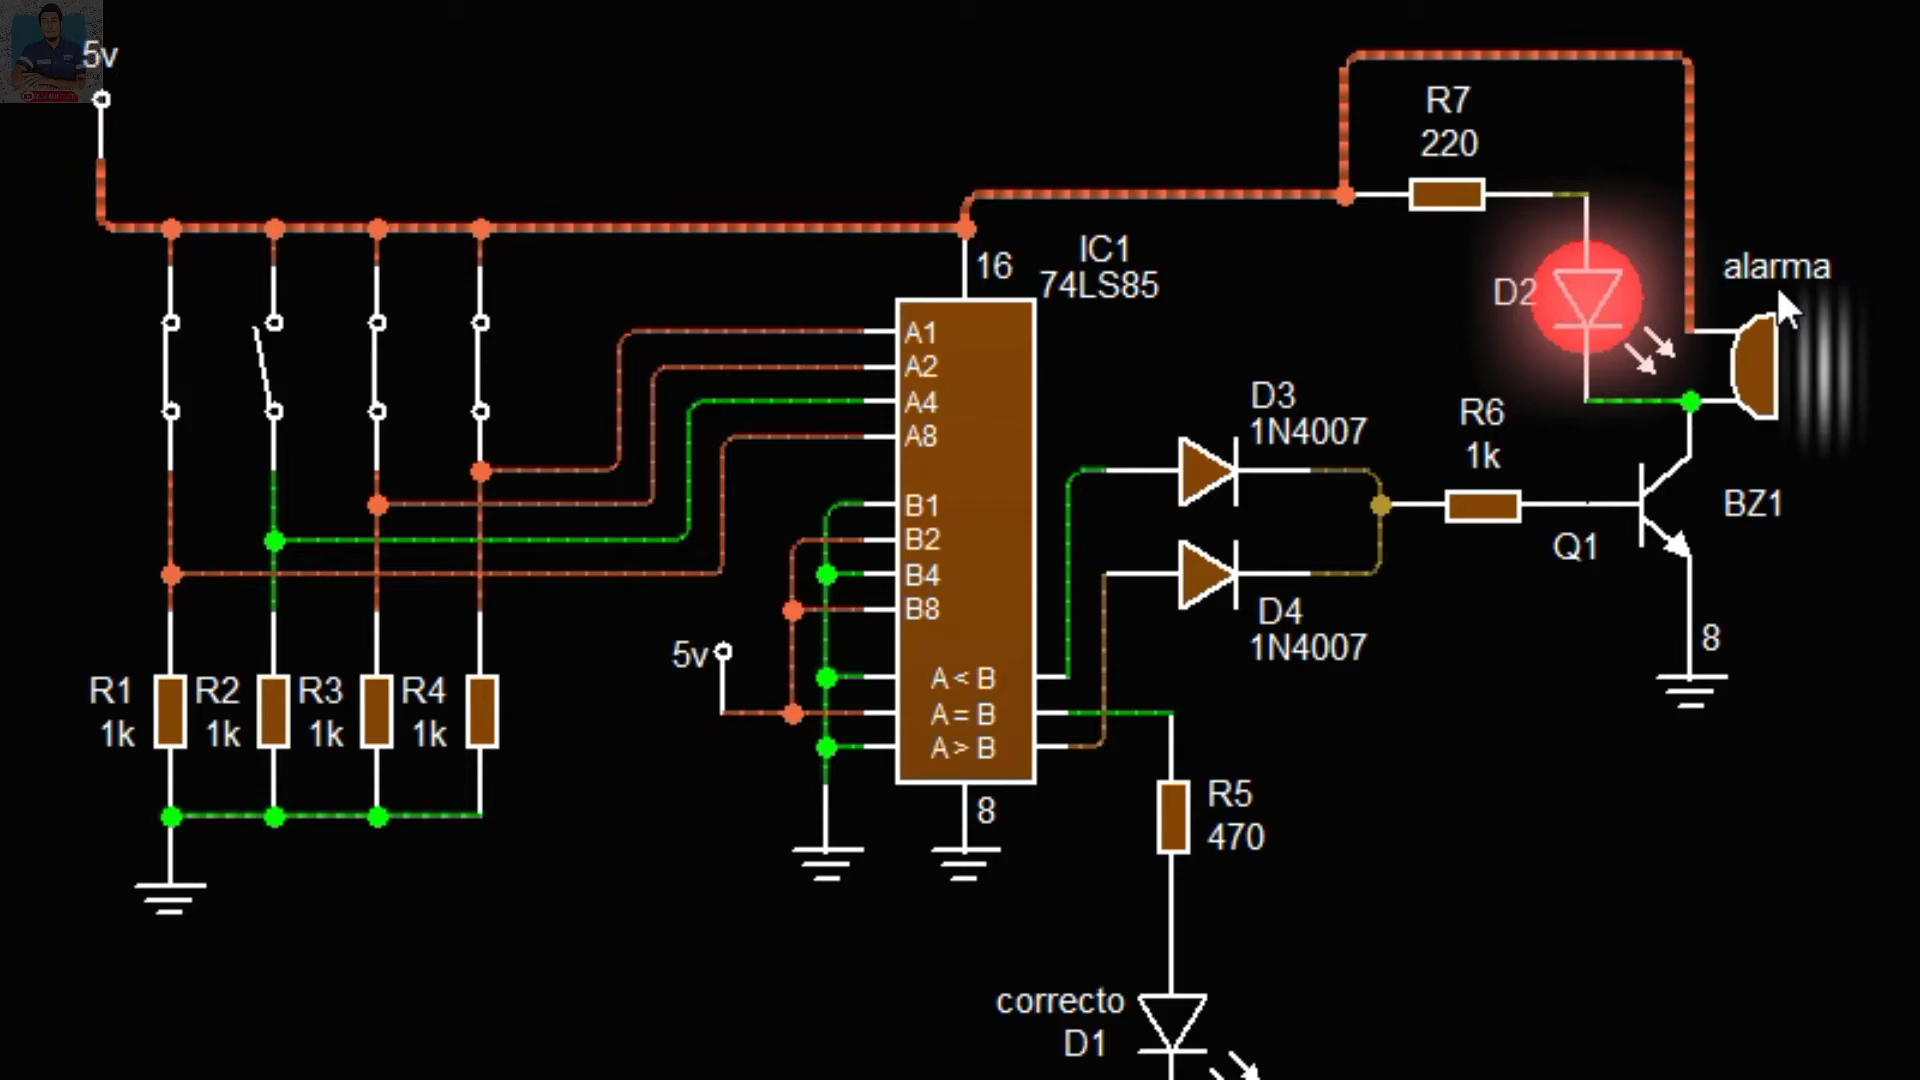 5v
R7
220
IC1
74LS85
16
alarma
D2
A1
A2
A4
A8
B1
B2
B4
B8
D3
1N4007
R6
1k
BZ1
Q1
D4
1N4007
8
5v
A < B
A = B
A > B
R1
1k
R2
1k
R3
1k
R4
1k
8
R5
470
correcto
D1